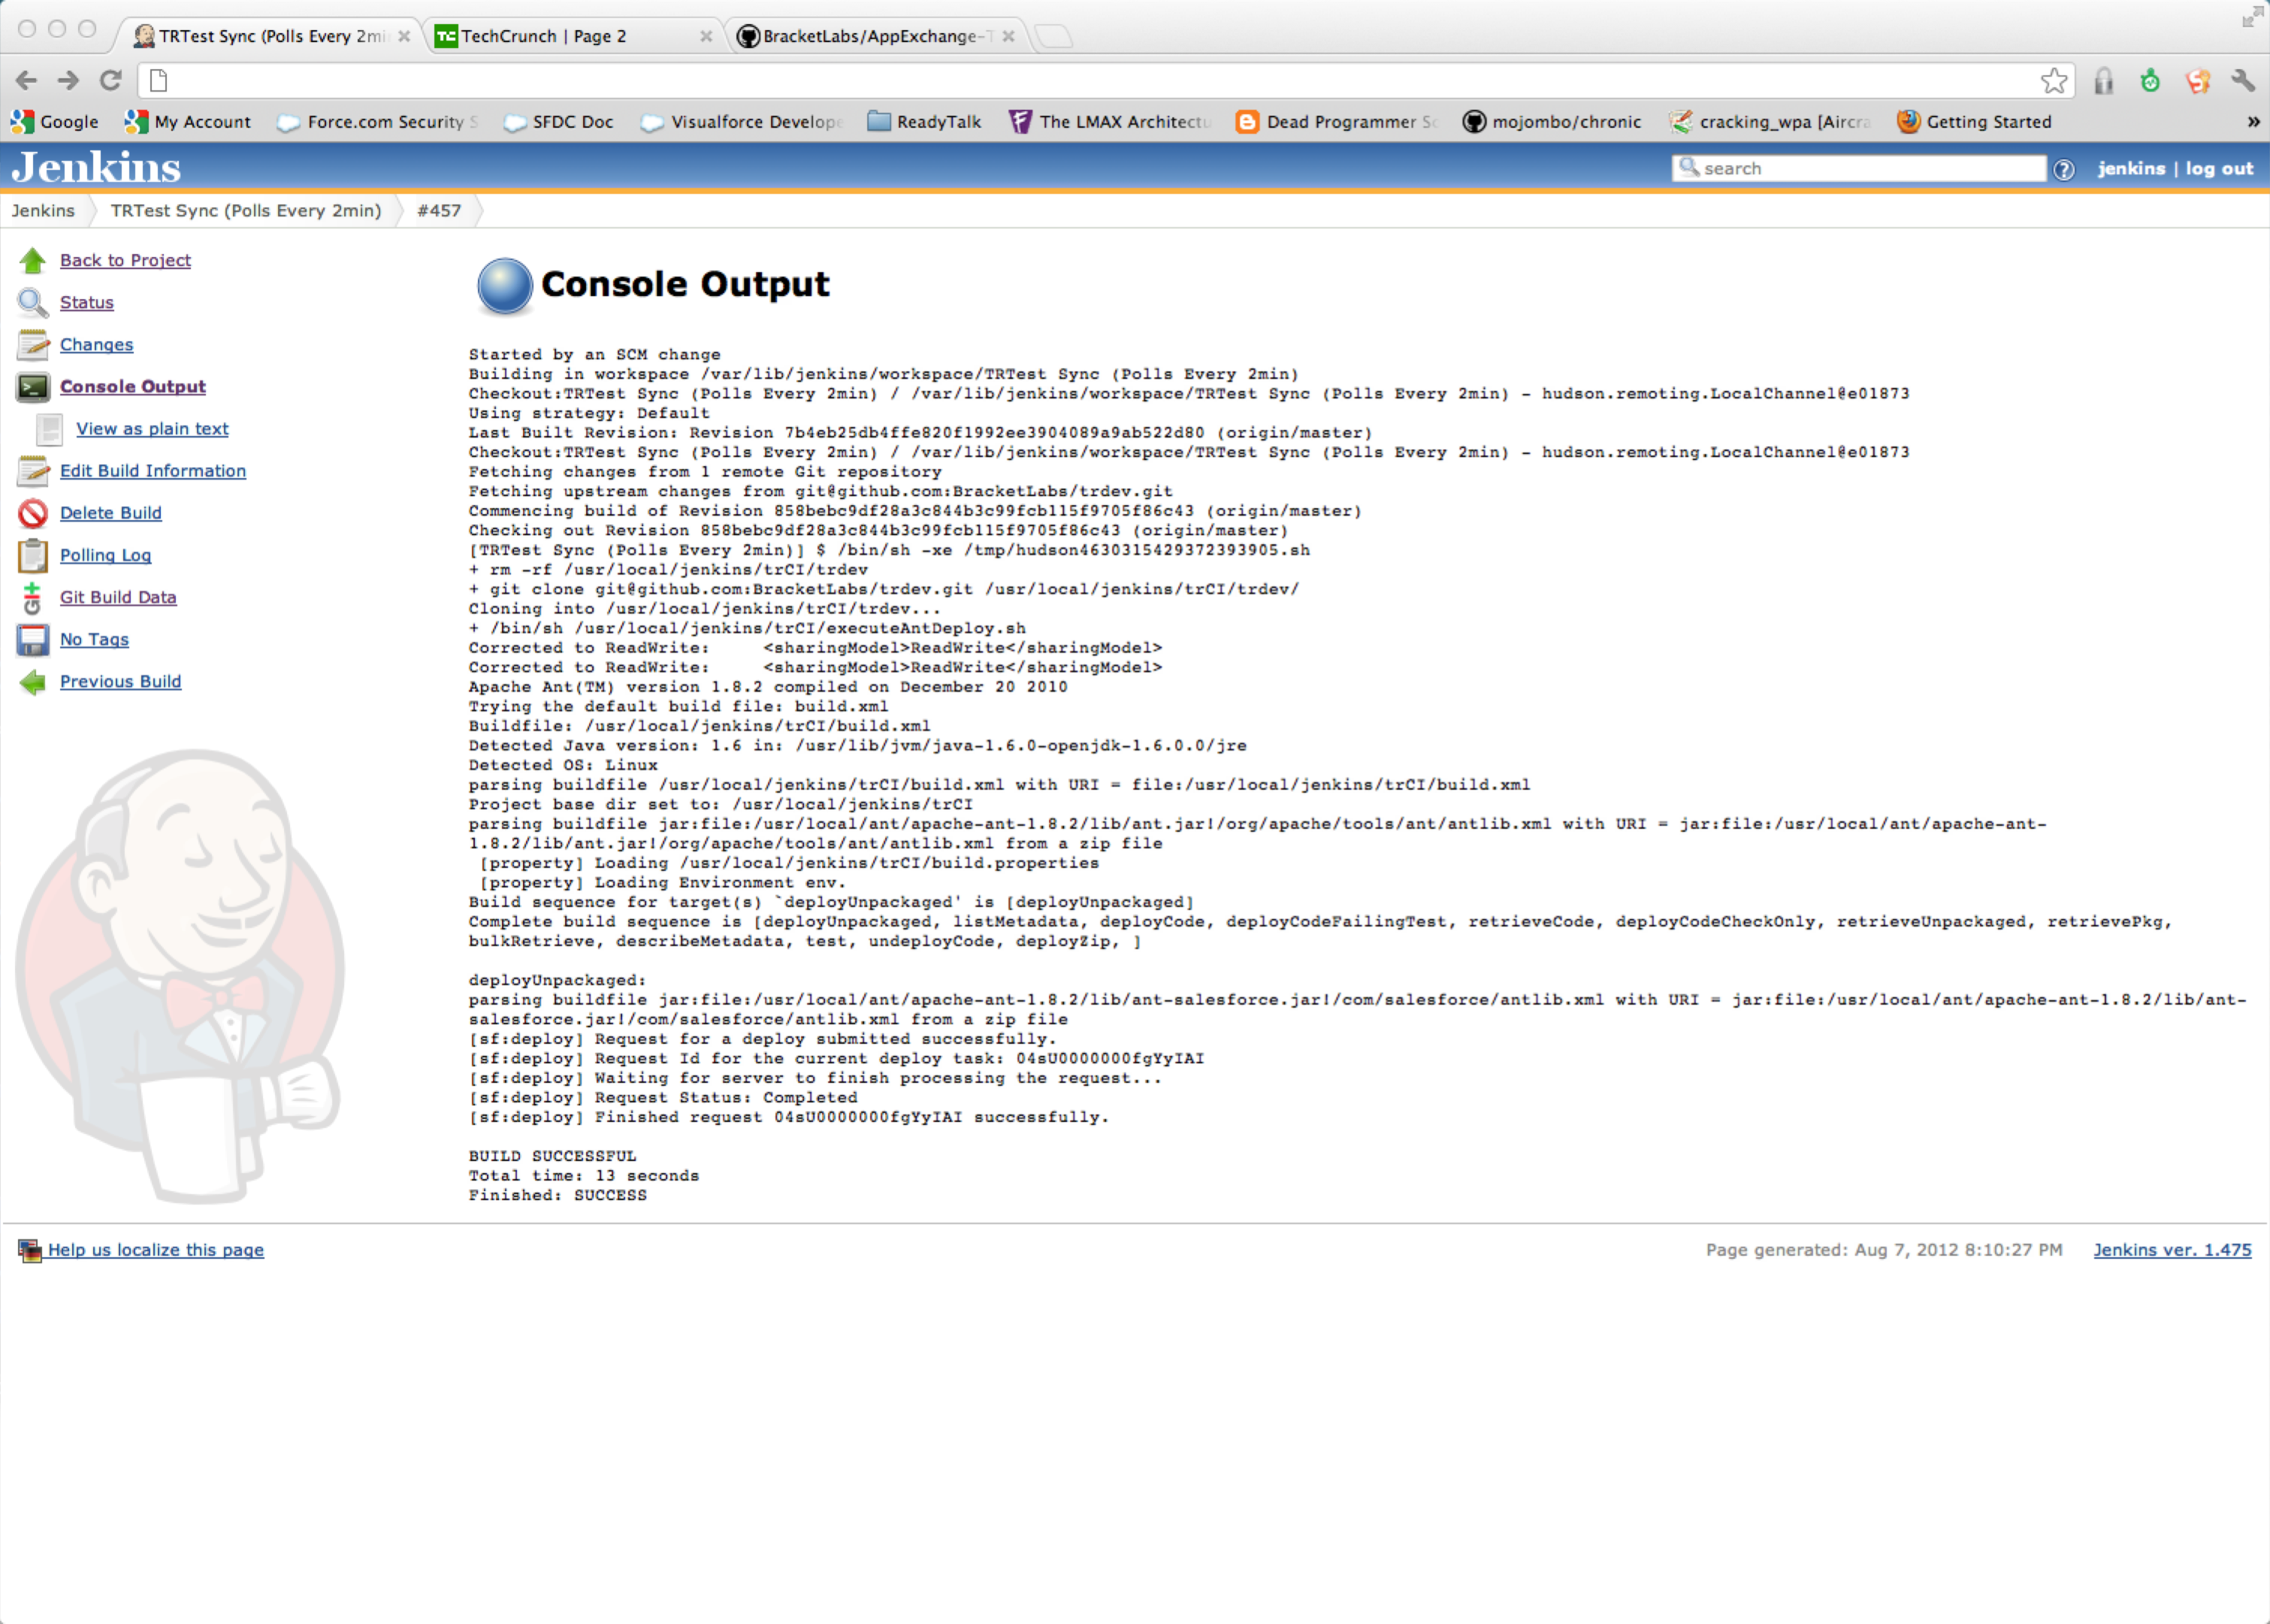 TRTest Sync (Polls Every 2mi
TechCrunch | Page 2
BracketLabs/AppExchange-T
Google
My Account
Force.com Security S
SFDC Doc
Visualforce Develope
ReadyTalk
The LMAX Architectu
Dead Programmer So
mojombo/chronic
cracking_wpa [Aircra
Getting Started
»
Jenkins
search
jenkins | log out
Jenkins
TRTest Sync (Polls Every 2min)
#457
Back to Project
Status
Changes
Console Output
View as plain text
Edit Build Information
Delete Build
Polling Log
Git Build Data
No Tags
Previous Build
Console Output
Started by an SCM change
Building in workspace /var/lib/jenkins/workspace/TRTest Sync (Polls Every 2min)
Checkout:TRTest Sync (Polls Every 2min) / /var/lib/jenkins/workspace/TRTest Sync (Polls Every 2min) - hudson.remoting.LocalChannel@e01873
Using strategy: Default
Last Built Revision: Revision 7b4eb25db4ffe820f1992ee3904089a9ab522d80 (origin/master)
Checkout:TRTest Sync (Polls Every 2min) / /var/lib/jenkins/workspace/TRTest Sync (Polls Every 2min) - hudson.remoting.LocalChannel@e01873
Fetching changes from 1 remote Git repository
Fetching upstream changes from git@github.com:BracketLabs/trdev.git
Commencing build of Revision 858bebc9df28a3c844b3c99fcb115f9705f86c43 (origin/master)
Checking out Revision 858bebc9df28a3c844b3c99fcb115f9705f86c43 (origin/master)
[TRTest Sync (Polls Every 2min)] $ /bin/sh -xe /tmp/hudson4630315429372393905.sh
+ rm -rf /usr/local/jenkins/trCI/trdev
+ git clone git@github.com:BracketLabs/trdev.git /usr/local/jenkins/trCI/trdev/
Cloning into /usr/local/jenkins/trCI/trdev...
+ /bin/sh /usr/local/jenkins/trCI/executeAntDeploy.sh
Corrected to ReadWrite:     <sharingModel>ReadWrite</sharingModel>
Corrected to ReadWrite:     <sharingModel>ReadWrite</sharingModel>
Apache Ant(TM) version 1.8.2 compiled on December 20 2010
Trying the default build file: build.xml
Buildfile: /usr/local/jenkins/trCI/build.xml
Detected Java version: 1.6 in: /usr/lib/jvm/java-1.6.0-openjdk-1.6.0.0/jre
Detected OS: Linux
parsing buildfile /usr/local/jenkins/trCI/build.xml with URI = file:/usr/local/jenkins/trCI/build.xml
Project base dir set to: /usr/local/jenkins/trCI
parsing buildfile jar:file:/usr/local/ant/apache-ant-1.8.2/lib/ant.jar!/org/apache/tools/ant/antlib.xml with URI = jar:file:/usr/local/ant/apache-ant-
1.8.2/lib/ant.jar!/org/apache/tools/ant/antlib.xml from a zip file
[property] Loading /usr/local/jenkins/trCI/build.properties
[property] Loading Environment env.
Build sequence for target(s) `deployUnpackaged' is [deployUnpackaged]
Complete build sequence is [deployUnpackaged, listMetadata, deployCode, deployCodeFailingTest, retrieveCode, deployCodeCheckOnly, retrieveUnpackaged, retrievePkg,
bulkRetrieve, describeMetadata, test, undeployCode, deployZip, ]
deployUnpackaged:
parsing buildfile jar:file:/usr/local/ant/apache-ant-1.8.2/lib/ant-salesforce.jar!/com/salesforce/antlib.xml with URI = jar:file:/usr/local/ant/apache-ant-1.8.2/lib/ant-
salesforce.jar!/com/salesforce/antlib.xml from a zip file
[sf:deploy] Request for a deploy submitted successfully.
[sf:deploy] Request Id for the current deploy task: 04sU0000000fgYyIAI
[sf:deploy] Waiting for server to finish processing the request...
[sf:deploy] Request Status: Completed
[sf:deploy] Finished request 04sU0000000fgYyIAI successfully.
BUILD SUCCESSFUL
Total time: 13 seconds
Finished: SUCCESS
Help us localize this page
Page generated: Aug 7, 2012 8:10:27 PM
Jenkins ver. 1.475